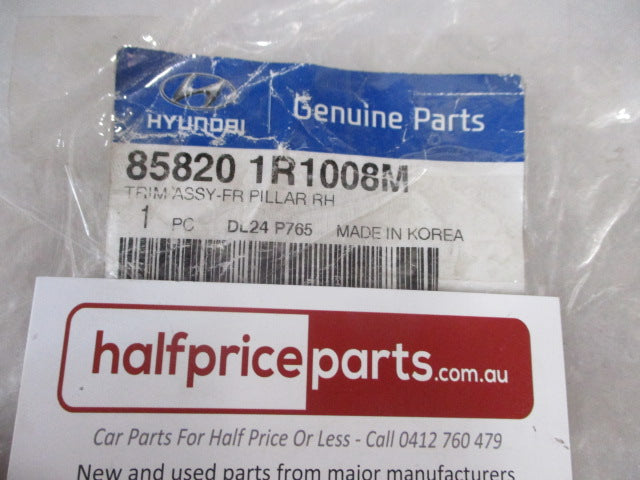 HYUNDAI
Genuine Parts
85820 1R1008M
TRIM ASSY-FR PILLAR RH
1 PC DL24 P765 MADE IN KOREA
halfpriceparts.com.au
Car Parts For Half Price Or Less - Call 0412 760 479
New and used parts from major manufacturers